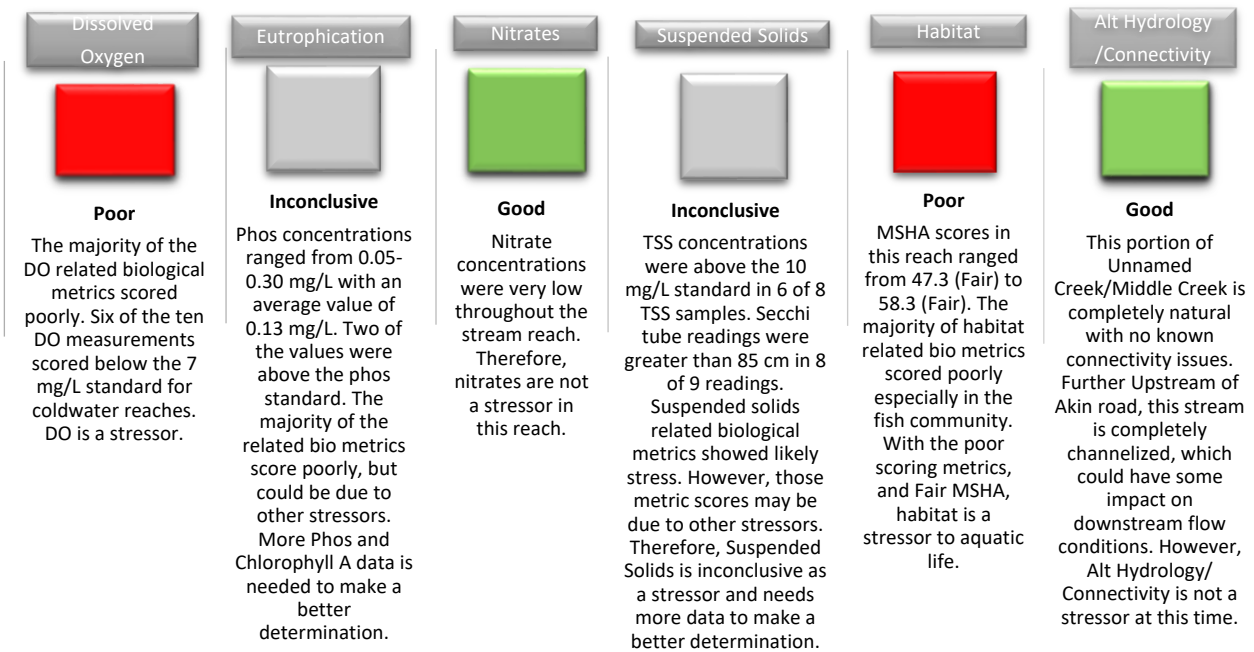 Dissolved
Oxygen
Poor
The majority of the
DO related biological
metrics scored
poorly. Six of the ten
DO measurements
scored below the 7
mg/L standard for
coldwater reaches.
DO is a stressor.
Eutrophication
Inconclusive
Phos concentrations
ranged from 0.05-
0.30 mg/L with an
average value of
0.13 mg/L. Two of
the values were
above the phos
standard. The
majority of the
related bio metrics
score poorly, but
could be due to
other stressors.
More Phos and
Chlorophyll A data is
needed to make a
better
determination.
Nitrates
Good
Nitrate
concentrations
were very low
throughout the
stream reach.
Therefore,
nitrates are not
a stressor in
this reach.
Suspended Solids
Inconclusive
TSS concentrations
were above the 10
mg/L standard in 6 of 8
TSS samples. Secchi
tube readings were
greater than 85 cm in 8
of 9 readings.
Suspended solids
related biological
metrics showed likely
stress. However, those
metric scores may be
due to other stressors.
Therefore, Suspended
Solids is inconclusive as
a stressor and needs
more data to make a
better determination.
Habitat
Poor
MSHA scores in
this reach ranged
from 47.3 (Fair) to
58.3 (Fair). The
majority of habitat
related bio metrics
scored poorly
especially in the
fish community.
With the poor
scoring metrics,
and Fair MSHA,
habitat is a
stressor to aquatic
life.
Alt Hydrology
/Connectivity
Good
This portion of
Unnamed
Creek/Middle Creek is
completely natural
with no known
connectivity issues.
Further Upstream of
Akin road, this stream
is completely
channelized, which
could have some
impact on
downstream flow
conditions. However,
Alt Hydrology/
Connectivity is not a
stressor at this time.